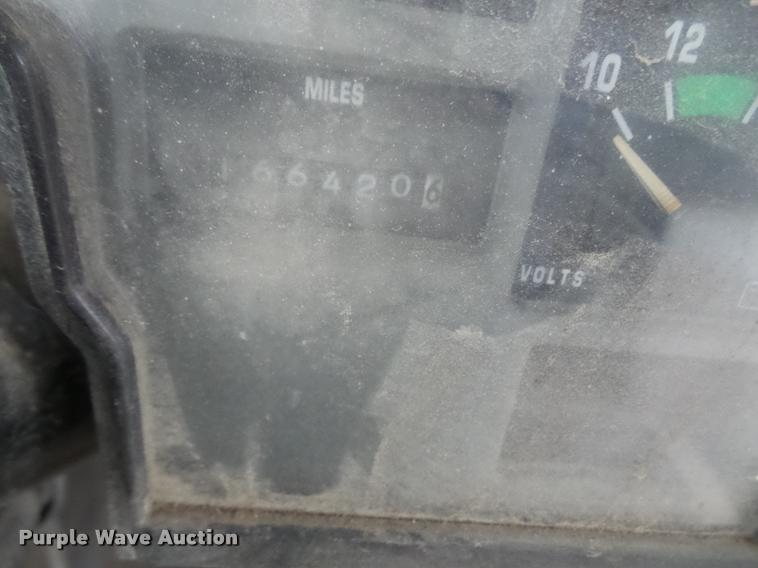 12
10
MILES
1664206
VOLTS
Purple Wave Auction